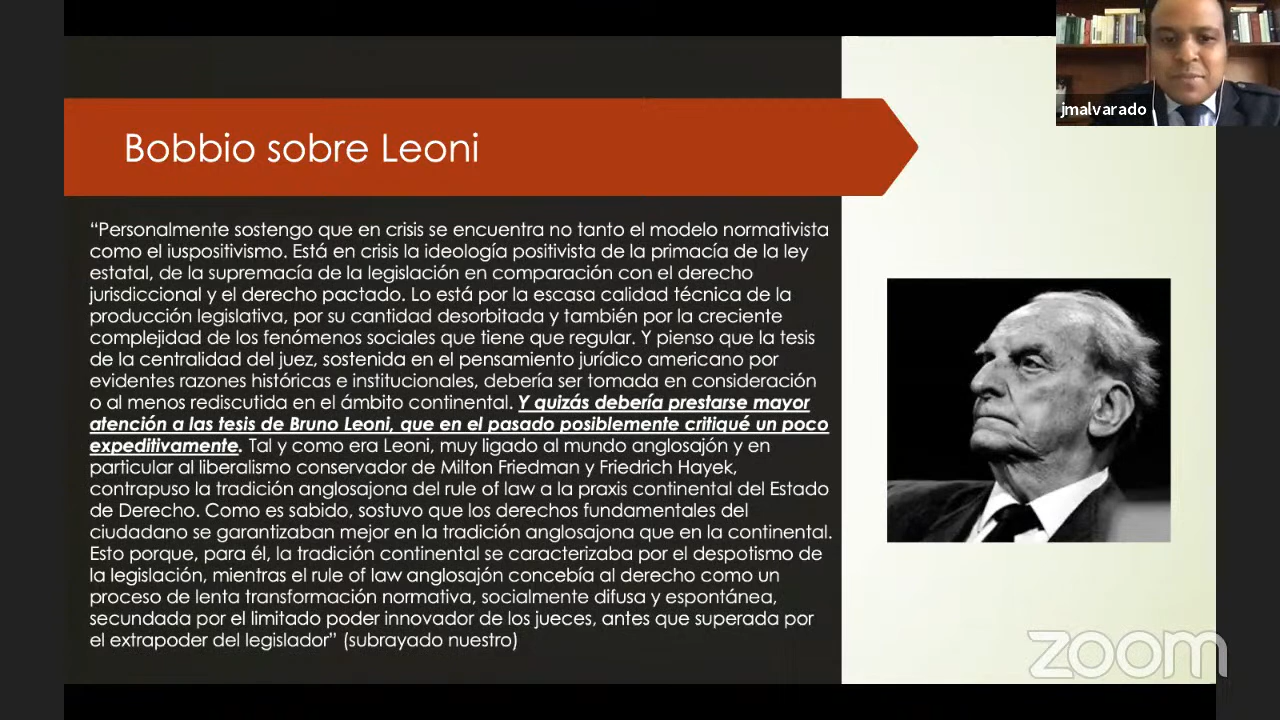 jmalvarado
Bobbio sobre Leoni
“Personalmente sostengo que en crisis se encuentra no tanto el modelo normativista
como el iuspositivismo. Está en crisis la ideología positivista de la primacía de la ley
estatal, de la supremacía de la legislación en comparación con el derecho
jurisdiccional y el derecho pactado. Lo está por la escasa calidad técnica de la
producción legislativa, por su cantidad desorbitada y también por la creciente
complejidad de los fenómenos sociales que tiene que regular. Y pienso que la tesis
de la centralidad del juez, sostenida en el pensamiento jurídico americano por
evidentes razones históricas e institucionales, debería ser tomada en consideración
o al menos rediscutida en el ámbito continental. Y quizás debería prestarse mayor
atención a las tesis de Bruno Leoni, que en el pasado posiblemente critiqué un poco
expeditivamente. Tal y como era Leoni, muy ligado al mundo anglosajón y en
particular al liberalismo conservador de Milton Friedman y Friedrich Hayek,
contrapuso la tradición anglosajona del rule of law a la praxis continental del Estado
de Derecho. Como es sabido, sostuvo que los derechos fundamentales del
ciudadano se garantizaban mejor en la tradición anglosajona que en la continental.
Esto porque, para él, la tradición continental se caracterizaba por el despotismo de
la legislación, mientras el rule of law anglosajón concebía al derecho como un
proceso de lenta transformación normativa, socialmente difusa y espontánea,
secundada por el limitado poder innovador de los jueces, antes que superada por
el extrapoder del legislador” (subrayado nuestro)
zoom